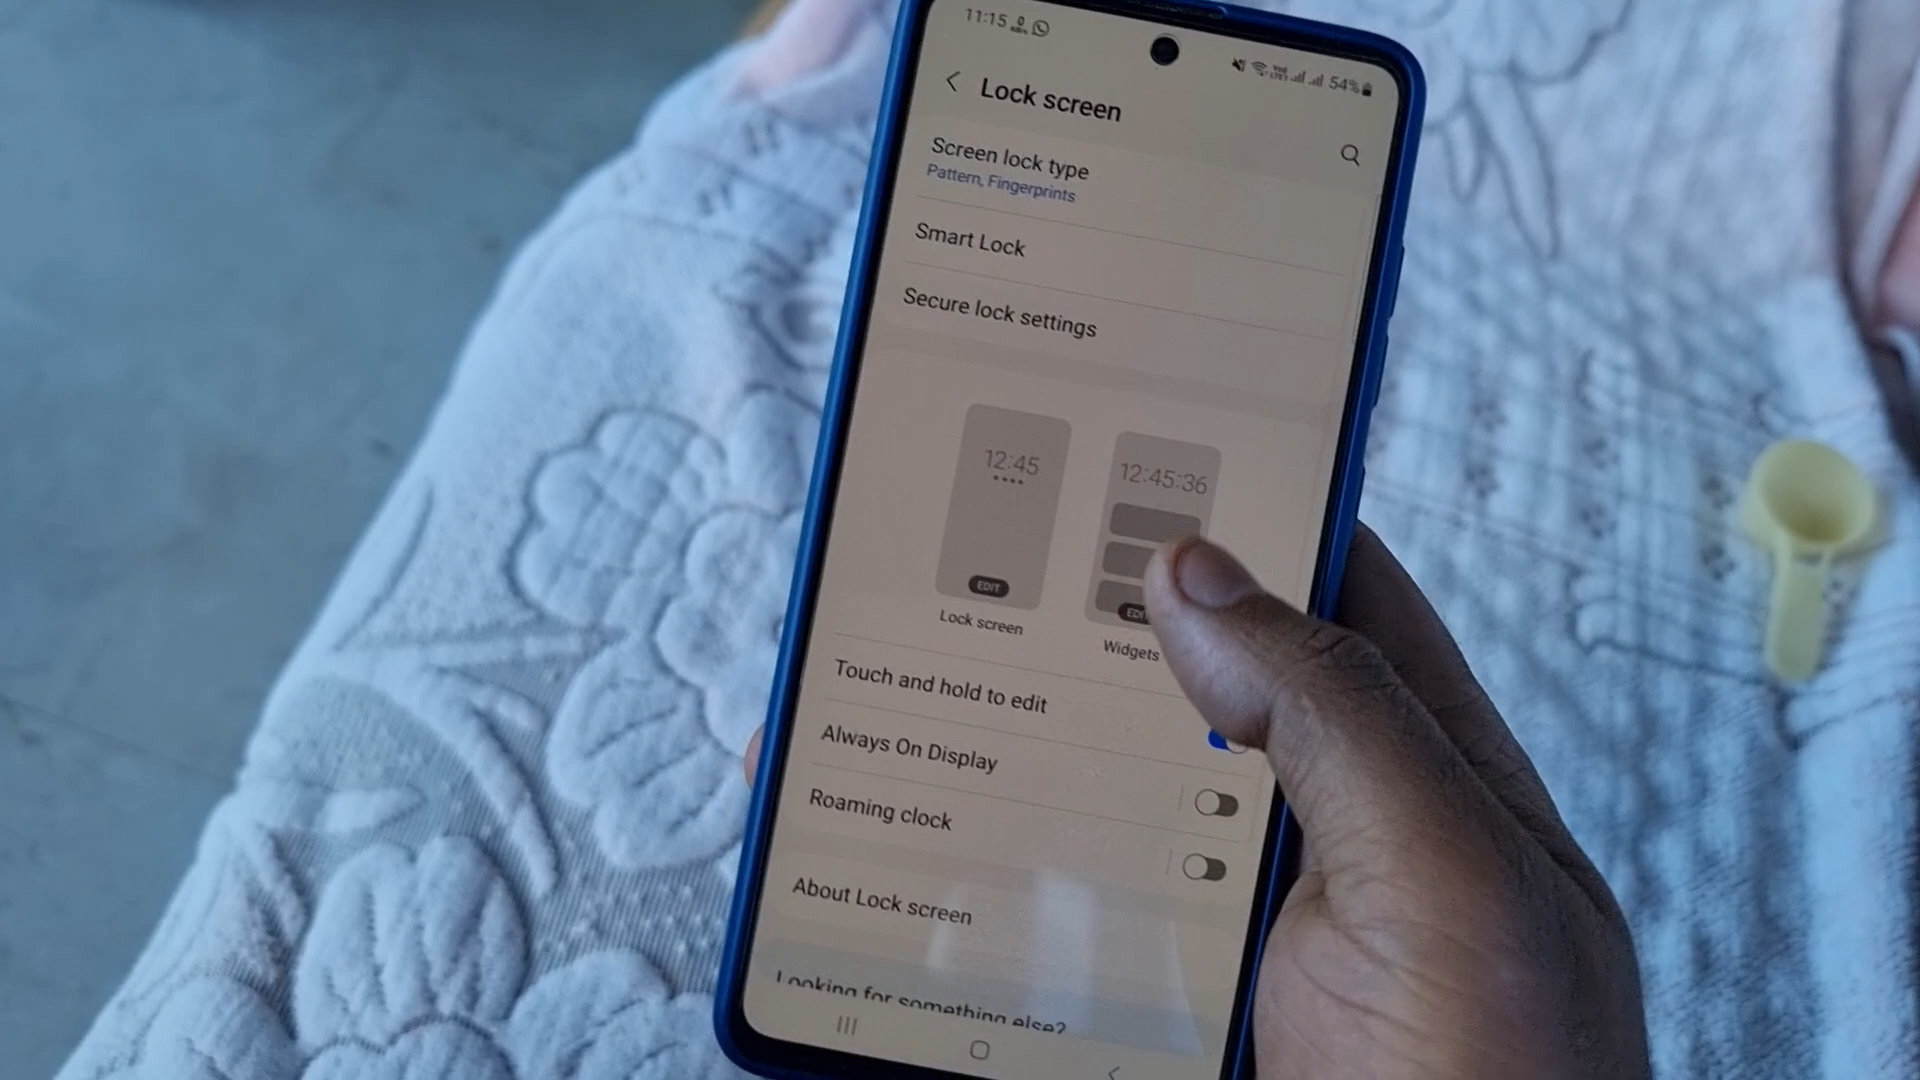 11:15
54%
Lock screen
Screen lock type
Pattern, Fingerprints
Smart Lock
Secure lock settings
12:45
12:45:36
EDIT
Lock screen
Widgets
Touch and hold to edit
Always On Display
Roaming clock
About Lock screen
Looking for something else?